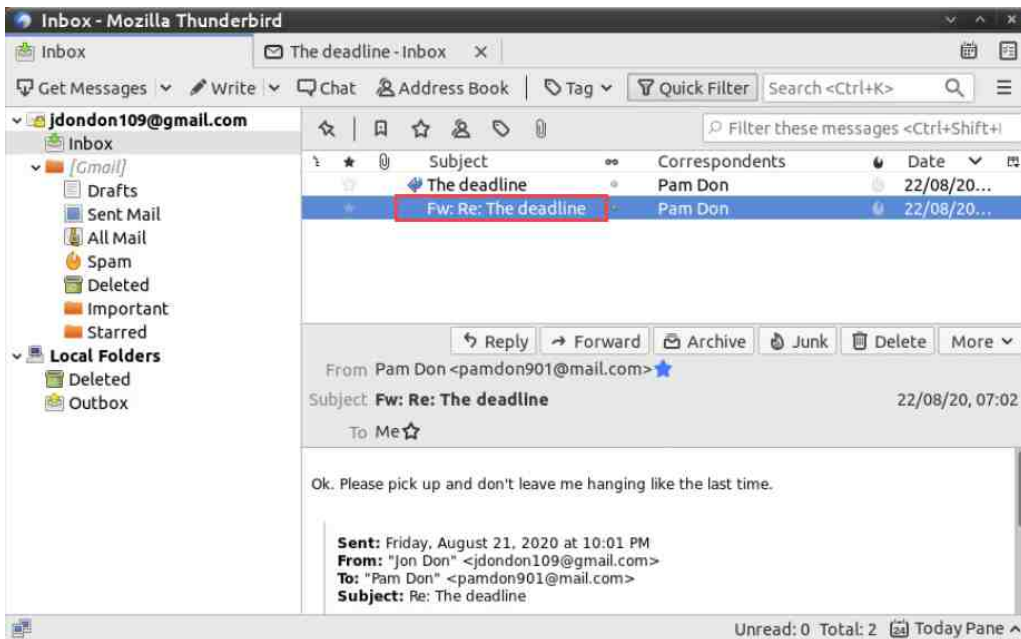 Inbox - Mozilla Thunderbird
Inbox
The deadline - Inbox
Get Messages
Write
Chat
Address Book
Tag
Quick Filter
Search <Ctrl+K>
jdondon109@gmail.com
Inbox
[Gmail]
Drafts
Sent Mail
All Mail
Spam
Deleted
Important
Starred
Local Folders
Deleted
Outbox
Filter these messages <Ctrl+Shift+
Subject Correspondents Date
The deadline Pam Don 22/08/20...
Fw: Re: The deadline Pam Don 22/08/20...
Reply Forward Archive Junk Delete More
From Pam Don <pamdon901@mail.com>
Subject Fw: Re: The deadline 22/08/20, 07:02
To Me
Ok. Please pick up and don't leave me hanging like the last time.
Sent: Friday, August 21, 2020 at 10:01 PM
From: "Jon Don" <jdondon109@gmail.com>
To: "Pam Don" <pamdon901@mail.com>
Subject: Re: The deadline
Unread: 0 Total: 2 24 Today Pane